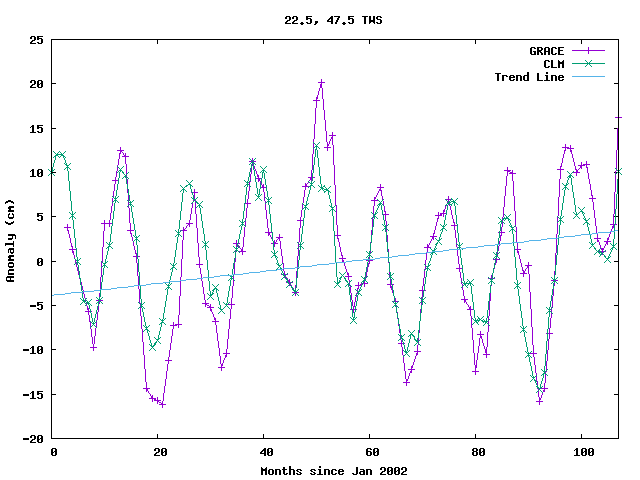 22.5, 47.5 TWS
GRACE
CLM
Trend Line
Anomaly (cm)
25
20
15
10
5
0
-5
-10
-15
-20
0 20 40 60 80 100
Months since Jan 2002